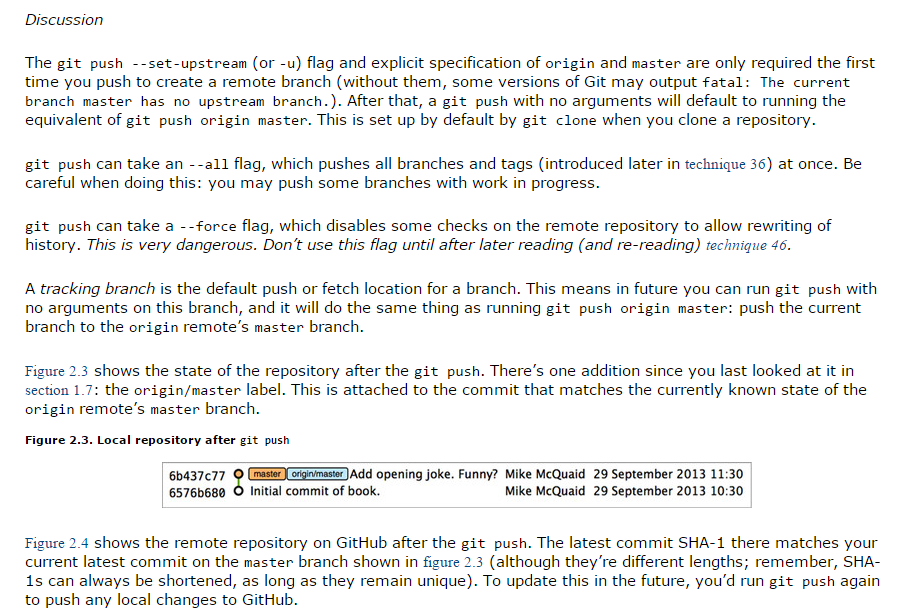 Discussion
The git push --set-upstream (or -u) flag and explicit specification of origin and master are only required the first
time you push to create a remote branch (without them, some versions of Git may output fatal: The current
branch master has no upstream branch.). After that, a git push with no arguments will default to running the
equivalent of git push origin master. This is set up by default by git clone when you clone a repository.
git push can take an --all flag, which pushes all branches and tags (introduced later in technique 36) at once. Be
careful when doing this: you may push some branches with work in progress.
git push can take a --force flag, which disables some checks on the remote repository to allow rewriting of
history. This is very dangerous. Don't use this flag until after later reading (and re-reading) technique 46.
A tracking branch is the default push or fetch location for a branch. This means in future you can run git push with
no arguments on this branch, and it will do the same thing as running git push origin master: push the current
branch to the origin remote's master branch.
Figure 2.3 shows the state of the repository after the git push. There's one addition since you last looked at it in
section 1.7: the origin/master label. This is attached to the commit that matches the currently known state of the
origin remote's master branch.
Figure 2.3. Local repository after git push
6b437c77 master origin/master Add opening joke. Funny? Mike McQuaid 29 September 2013 11:30
6576b680 Initial commit of book. Mike McQuaid 29 September 2013 10:30
Figure 2.4 shows the remote repository on GitHub after the git push. The latest commit SHA-1 there matches your
current latest commit on the master branch shown in figure 2.3 (although they're different lengths; remember, SHA-
1s can always be shortened, as long as they remain unique). To update this in the future, you'd run git push again
to push any local changes to GitHub.